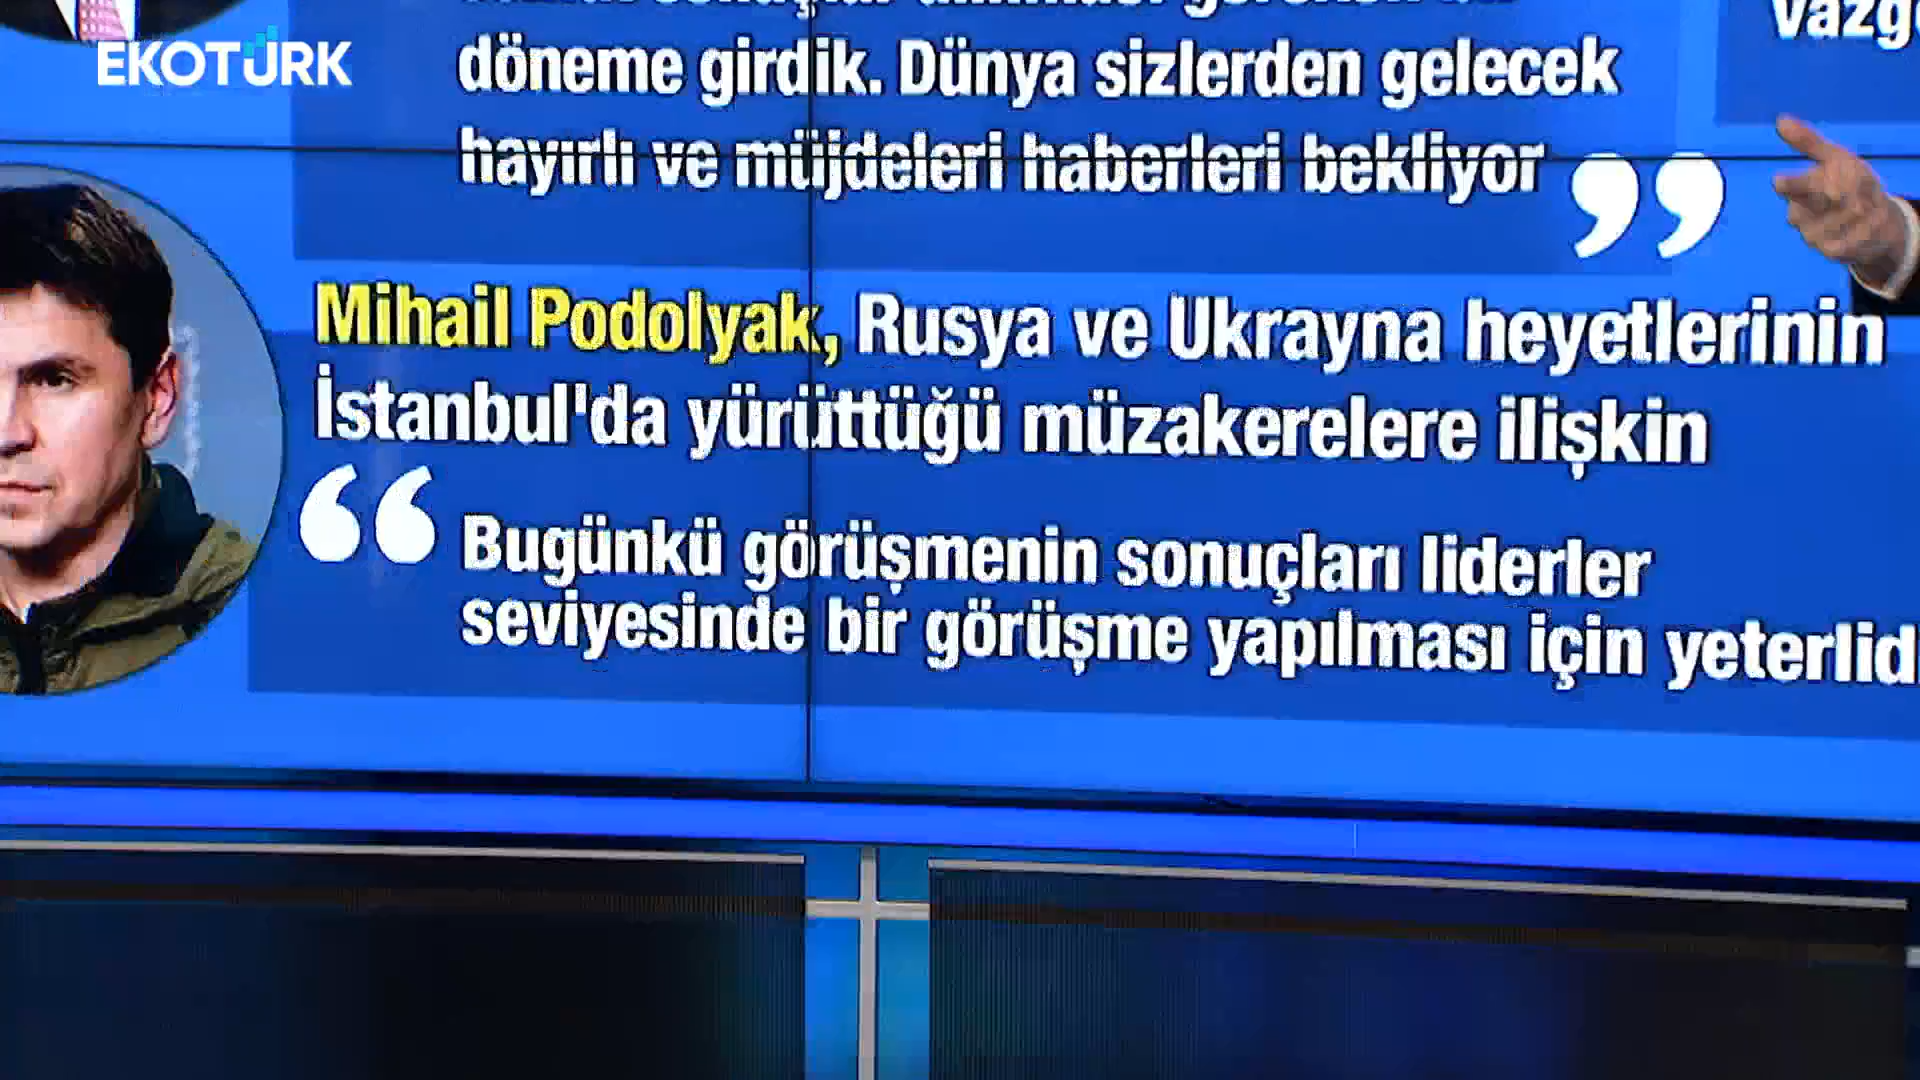 EKOTÜRK
döneme girdik. Dünya sizlerden gelecek
hayırlı ve müjdeleri haberleri bekliyor ”
Mihail Podolyak, Rusya ve Ukrayna heyetlerinin
İstanbul'da yürüttüğü müzakerelere ilişkin
“ Bugünkü görüşmenin sonuçları liderler
seviyesinde bir görüşme yapılması için yeterlid